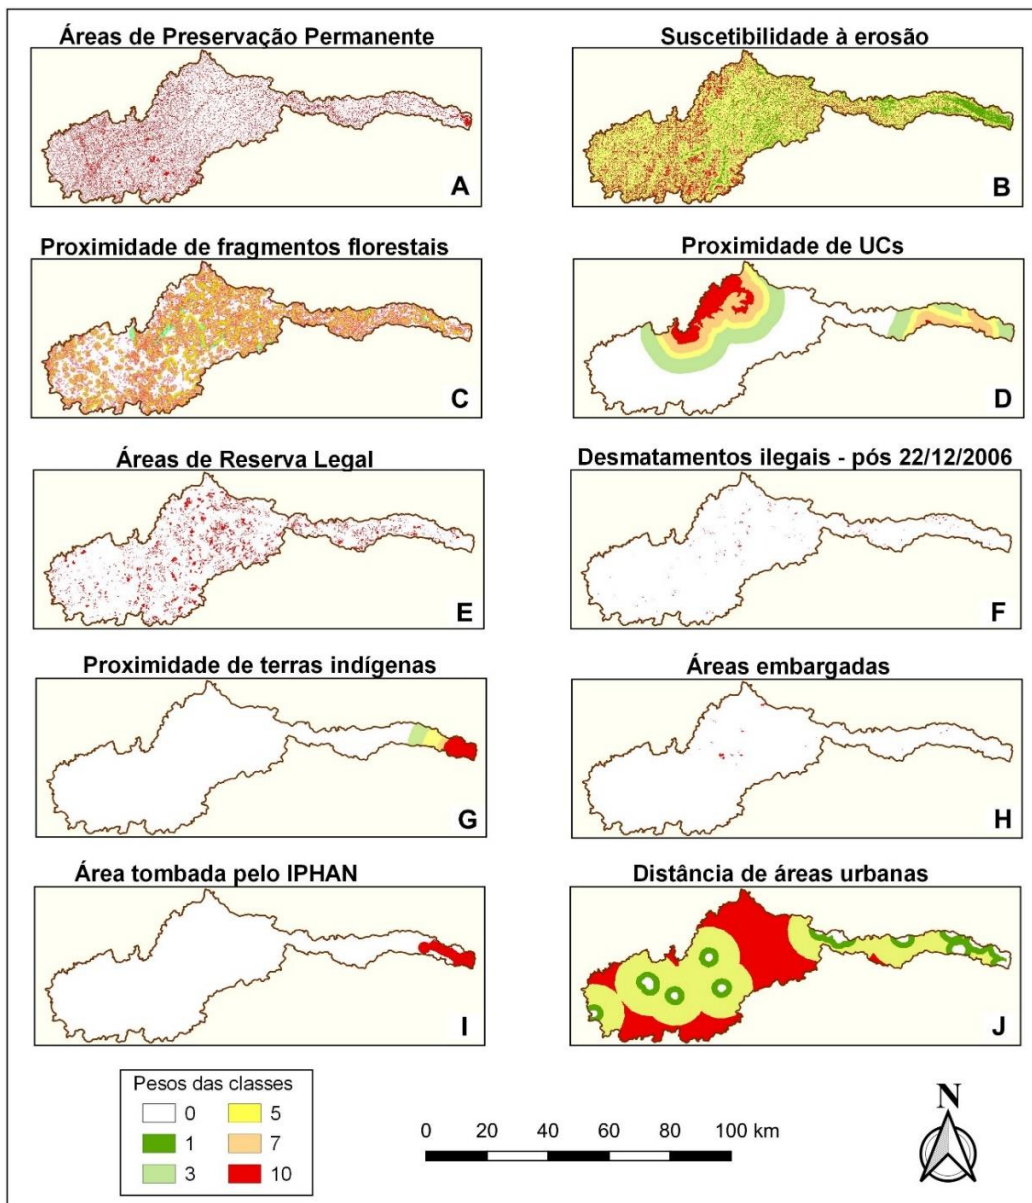 Áreas de Preservação Permanente
A
Suscetibilidade à erosão
B
Proximidade de fragmentos florestais
C
Proximidade de UCs
D
Áreas de Reserva Legal
E
Desmatamentos ilegais - pós 22/12/2006
F
Proximidade de terras indígenas
G
Áreas embargadas
H
Área tombada pelo IPHAN
I
Distância de áreas urbanas
J
Pesos das classes
0
5
1
7
3
10
0 20 40 60 80 100 km
N